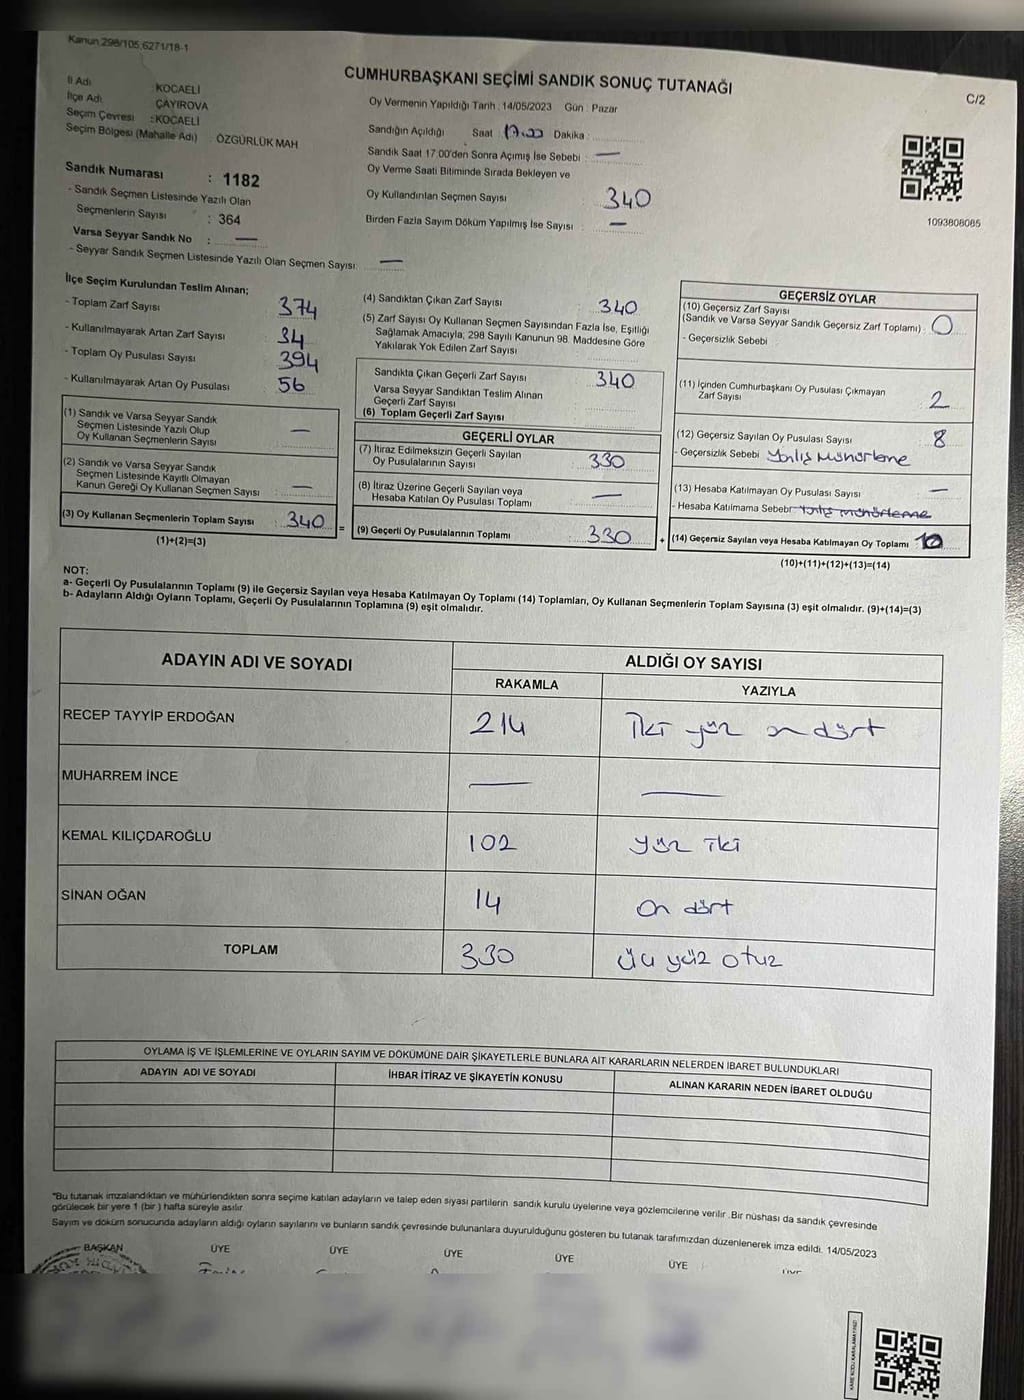 Kanun 298/105,6271/18-1
CUMHURBAŞKANI SEÇİMİ SANDIK SONUÇ TUTANAĞI
C/2
İl Adı : KOCAELİ
İlçe Adı : ÇAYIROVA
Seçim Çevresi : KOCAELİ
Seçim Bölgesi (Mahalle Adı) : ÖZGÜRLÜK MAH
Sandık Numarası : 1182
- Sandık Seçmen Listesinde Yazılı Olan
Seçmenlerin Sayısı : 364
Varsa Seyyar Sandık No : —
- Seyyar Sandık Seçmen Listesinde Yazılı Olan Seçmen Sayısı: —
Oy Vermenin Yapıldığı Tarih : 14/05/2023 Gün : Pazar
Sandığın Açıldığı Saat 17.00 Dakika :
Sandık Saat 17:00'den Sonra Açımış İse Sebebi : —
Oy Verme Saati Bitiminde Sırada Bekleyen ve
Oy Kullandırılan Seçmen Sayısı 340
Birden Fazla Sayım Döküm Yapılmış İse Sayısı : —
1093808085
İlçe Seçim Kurulundan Teslim Alınan;
- Toplam Zarf Sayısı : 374
- Kullanılmayarak Artan Zarf Sayısı : 34
- Toplam Oy Pusulası Sayısı : 394
- Kullanılmayarak Artan Oy Pusulası : 56
(1) Sandık ve Varsa Seyyar Sandık
Seçmen Listesinde Yazılı Olup
Oy Kullanan Seçmenlerin Sayısı : —
(2) Sandık ve Varsa Seyyar Sandık
Seçmen Listesinde Kayıtlı Olmayan
Kanun Gereği Oy Kullanan Seçmen Sayısı : —
(3) Oy Kullanan Seçmenlerin Toplam Sayısı : 340 =
(1)+(2)=(3)
(4) Sandıktan Çıkan Zarf Sayısı : 340
(5) Zarf Sayısı Oy Kullanan Seçmen Sayısından Fazla İse, Eşitliği
Sağlamak Amacıyla, 298 Sayılı Kanunun 98. Maddesine Göre
Yakılarak Yok Edilen Zarf Sayısı
Sandıkta Çıkan Geçerli Zarf Sayısı : 340
Varsa Seyyar Sandıktan Teslim Alınan
Geçerli Zarf Sayısı
(6) Toplam Geçerli Zarf Sayısı
GEÇERLİ OYLAR
(7) İtiraz Edilmeksizin Geçerli Sayılan
Oy Pusulalarının Sayısı : 330
(8) İtiraz Üzerine Geçerli Sayılan veya
Hesaba Katılan Oy Pusulası Toplamı : —
(9) Geçerli Oy Pusulalarının Toplamı : 330 +
GEÇERSİZ OYLAR
(10) Geçersiz Zarf Sayısı
(Sandık ve Varsa Seyyar Sandık Geçersiz Zarf Toplamı) : 0
- Geçersizlik Sebebi
(11) İçinden Cumhurbaşkanı Oy Pusulası Çıkmayan
Zarf Sayısı : 2
(12) Geçersiz Sayılan Oy Pusulası Sayısı : 8
- Geçersizlik Sebebi Yanlış Mühürleme
(13) Hesaba Katılmayan Oy Pusulası Sayısı : —
- Hesaba Katılmama Sebebi Yanlış mühürleme
(14) Geçersiz Sayılan veya Hesaba Katılmayan Oy Toplamı : 10
(10)+(11)+(12)+(13)=(14)
NOT:
a- Geçerli Oy Pusulalarının Toplamı (9) ile Geçersiz Sayılan veya Hesaba Katılmayan Oy Toplamı (14) Toplamları, Oy Kullanan Seçmenlerin Toplam Sayısına (3) eşit olmalıdır. (9)+(14)=(3)
b- Adayların Aldığı Oyların Toplamı, Geçerli Oy Pusulalarının Toplamına (9) eşit olmalıdır.
ADAYIN ADI VE SOYADI
ALDIĞI OY SAYISI
RAKAMLA YAZIYLA
RECEP TAYYİP ERDOĞAN 214 iki yüz on dört
MUHARREM İNCE — —
KEMAL KILIÇDAROĞLU 102 yüz iki
SİNAN OĞAN 14 on dört
TOPLAM 330 üç yüz otuz
OYLAMA İŞ VE İŞLEMLERİNE VE OYLARIN SAYIM VE DÖKÜMÜNE DAİR ŞİKAYETLERLE BUNLARA AİT KARARLARIN NELERDEN İBARET BULUNDUKLARI
ADAYIN ADI VE SOYADI İHBAR İTİRAZ VE ŞİKAYETİN KONUSU ALINAN KARARIN NEDEN İBARET OLDUĞU
"Bu tutanak imzalandıktan ve mühürlendikten sonra seçime katılan adayların ve talep eden siyasi partilerin sandık kurulu üyelerine veya gözlemcilerine verilir .Bir nüshası da sandık çevresinde
görülecek bir yere 1 (bir ) hafta süreyle asılır
Sayım ve döküm sonucunda adayların aldığı oyların sayılarını ve bunların sandık çevresinde bulunanlara duyurulduğunu gösteren bu tutanak tarafımızdan düzenlenerek imza edildi. 14/05/2023
BAŞKAN ÜYE ÜYE ÜYE ÜYE ÜYE ÜYE